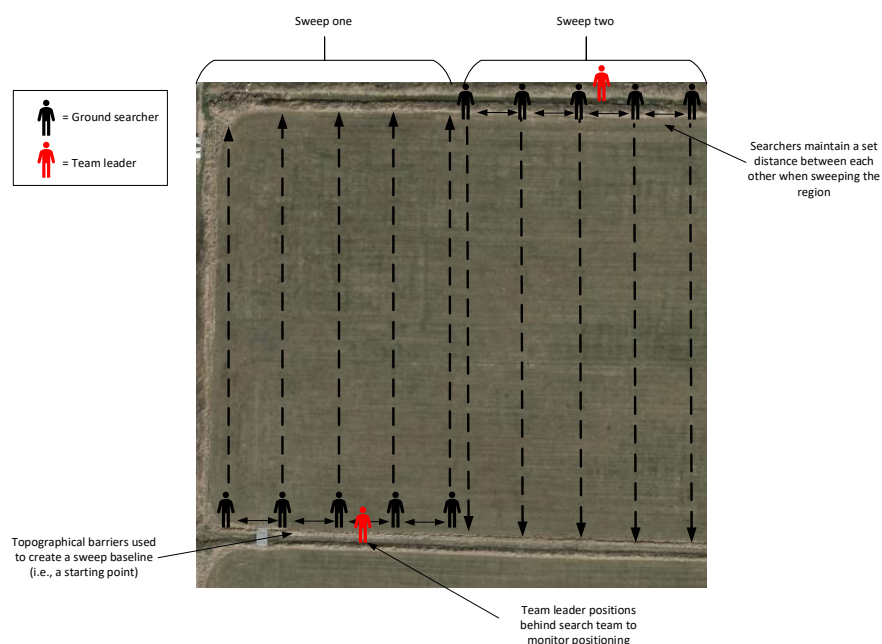 Sweep one
Sweep two
= Ground searcher
= Team leader
Searchers maintain a set
distance between each
other when sweeping the
region
Topographical barriers used
to create a sweep baseline
(i.e., a starting point)
Team leader positions
behind search team to
monitor positioning